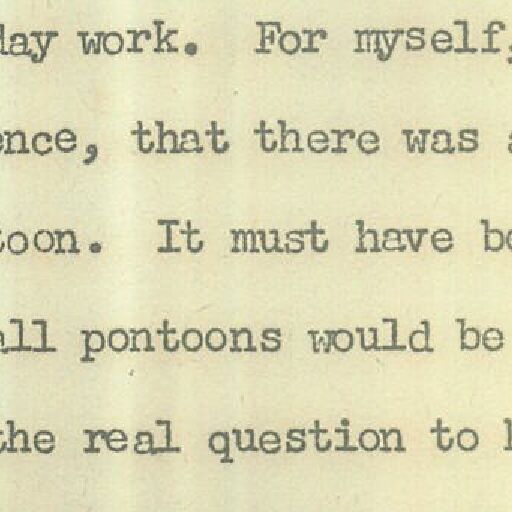 day work. For myself,
ence, that there was a
toon. It must have be
all pontoons would be
the real question to